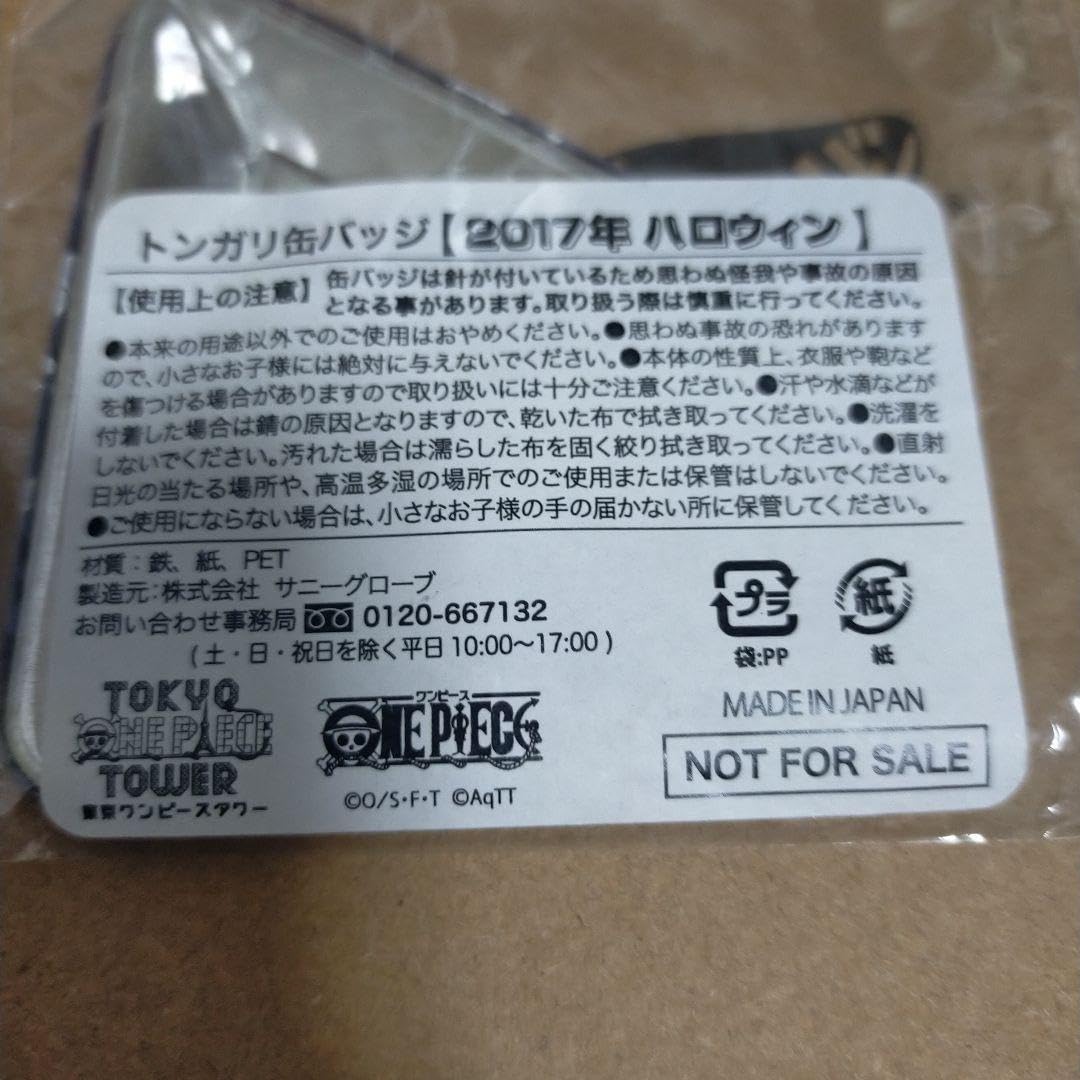 トンガリ缶バッジ【2017年 ハロウィン】
【使用上の注意】
缶バッジは針が付いているため思わぬ怪我や事故の原因
となる事があります。取り扱う際は慎重に行ってください。
●本来の用途以外でのご使用はおやめください。●思わぬ事故の恐れがあります
ので、小さなお子様には絶対に与えないでください。●本体の性質上、衣服や鞄など
を傷つける場合がありますので取り扱いには十分ご注意ください。●汗や水滴などが
付着した場合は錆の原因となりますので、乾いた布で拭き取ってください。●洗濯を
しないでください。汚れた場合は濡らした布を固く絞り拭き取ってください。●直射
日光の当たる場所や、高温多湿の場所でのご使用または保管はしないでください。
●ご使用にならない場合は、小さなお子様の手の届かない所に保管してください。
材質：鉄、紙、PET
製造元：株式会社 サニーグローブ
お問い合わせ事務局 0120-667132
(土・日・祝日を除く平日10:00〜17:00)
プラ
袋:PP
紙
紙
TOKYO
ONE PIECE
TOWER
東京ワンピースタワー
ワンピース
ONE PIECE
©O/S・F・T ©AqTT
MADE IN JAPAN
NOT FOR SALE